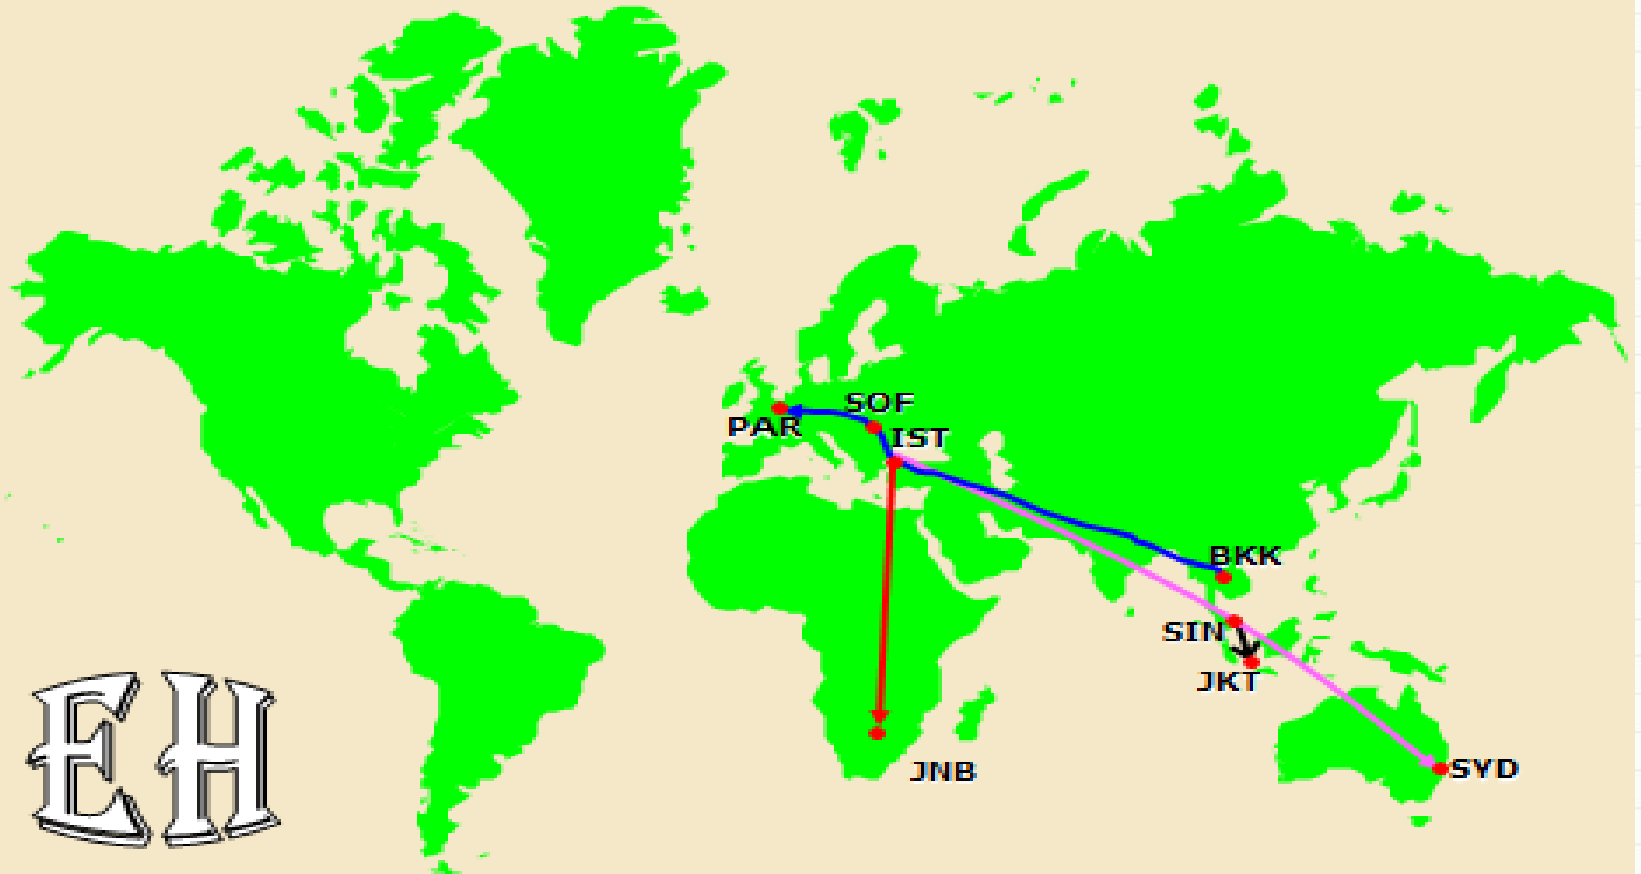 SOF
PAR
IST
BKK
SIN
JKT
JNB
SYD
EH